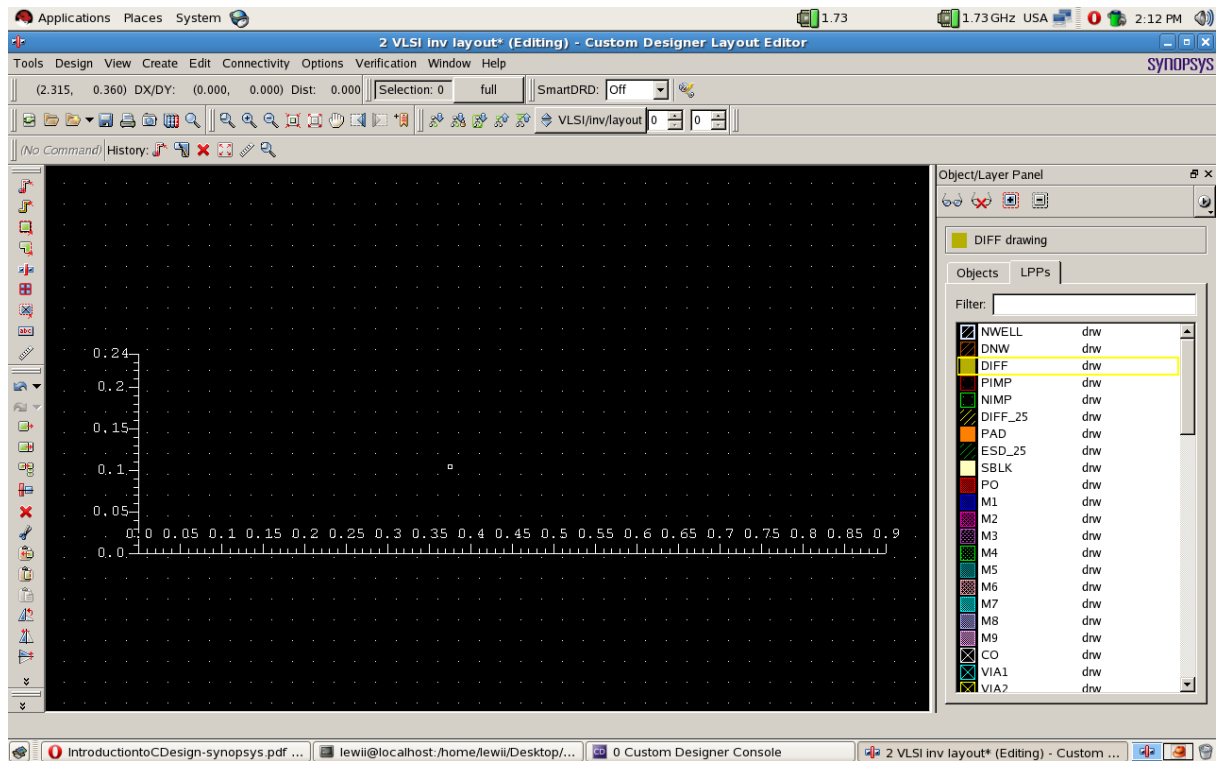 Applications Places System 1.73 1.73 GHz USA 2:12 PM
2 VLSI inv layout* (Editing) - Custom Designer Layout Editor
Tools Design View Create Edit Connectivity Options Verification Window Help SYNOPSYS
(2.315, 0.360) DX/DY: (0.000, 0.000) Dist: 0.000 Selection: 0 full SmartDRD: Off
VLSI/inv/layout 0 0
(No Command) History:
Object/Layer Panel
DIFF drawing
Objects LPPs
Filter:
NWELL drw
DNW drw
DIFF drw
PIMP drw
NIMP drw
DIFF_25 drw
PAD drw
ESD_25 drw
SBLK drw
PO drw
M1 drw
M2 drw
M3 drw
M4 drw
M5 drw
M6 drw
M7 drw
M8 drw
M9 drw
CO drw
VIA1 drw
VIA2 drw
abc
0.24
0.2
0.15
0.1
0.05
0.0 0.05 0.1 0.15 0.2 0.25 0.3 0.35 0.4 0.45 0.5 0.55 0.6 0.65 0.7 0.75 0.8 0.85 0.9
0.0
IntroductiontoCDesign-synopsys.pdf ... lewii@localhost:/home/lewii/Desktop/... CD 0 Custom Designer Console 2 VLSI inv layout* (Editing) - Custom ...